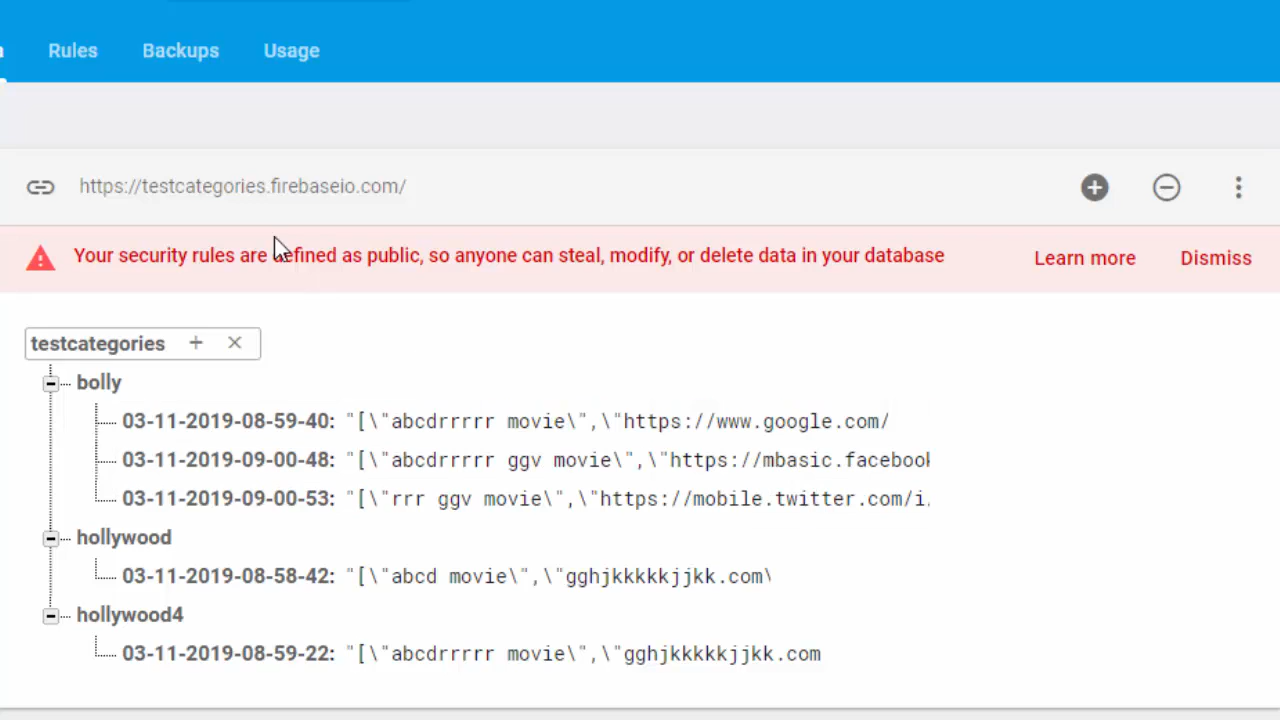 Rules Backups Usage
https://testcategories.firebaseio.com/
Your security rules are defined as public, so anyone can steal, modify, or delete data in your database Learn more Dismiss
testcategories + ×
bolly
03-11-2019-08-59-40: "[\"abcdrrrrr movie\",\"https://www.google.com/
03-11-2019-09-00-48: "[\"abcdrrrrr ggv movie\",\"https://mbasic.facebook
03-11-2019-09-00-53: "[\"rrr ggv movie\",\"https://mobile.twitter.com/i.
hollywood
03-11-2019-08-58-42: "[\"abcd movie\",\"gghjkkkkkjjkk.com\
hollywood4
03-11-2019-08-59-22: "[\"abcdrrrrr movie\",\"gghjkkkkkjjkk.com